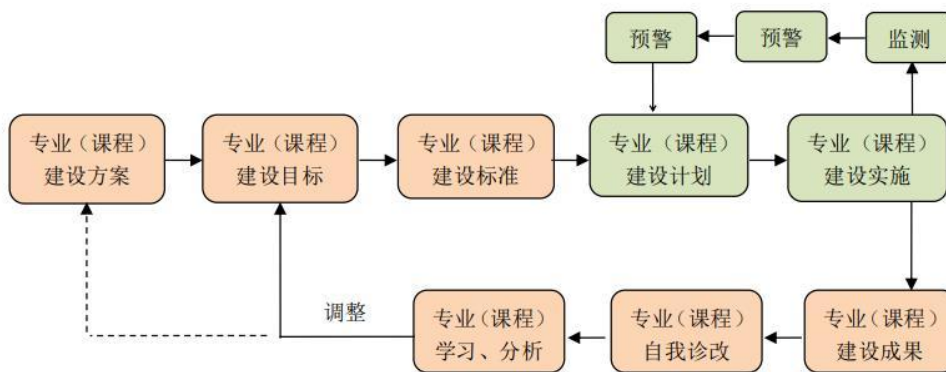 预警
预警
监测
专业（课程）
建设方案
专业（课程）
建设目标
专业（课程）
建设标准
专业（课程）
建设计划
专业（课程）
建设实施
调整
专业（课程）
学习、分析
专业（课程）
自我诊改
专业（课程）
建设成果